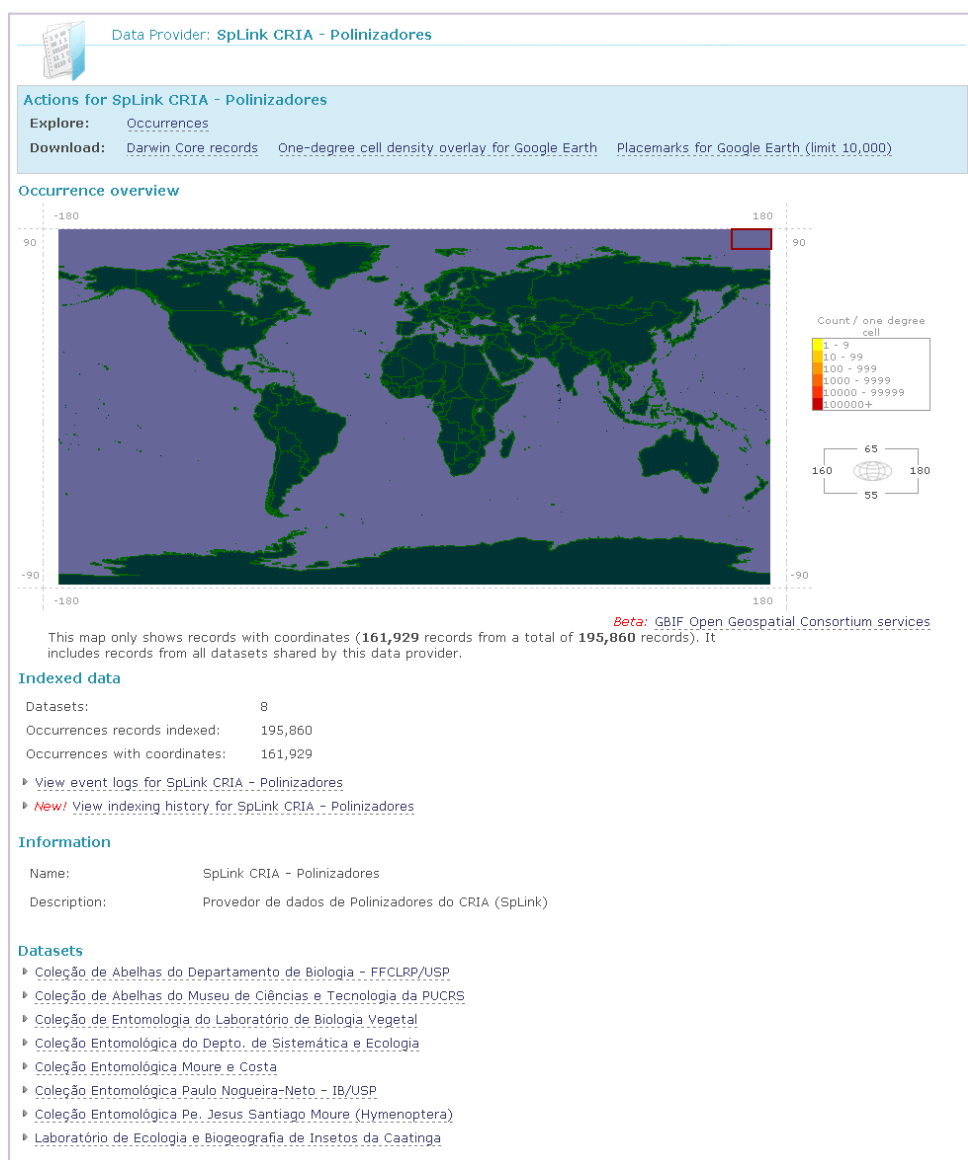 Data Provider: SpLink CRIA - Polinizadores
Actions for SpLink CRIA - Polinizadores
Explore: Occurrences
Download: Darwin Core records One-degree cell density overlay for Google Earth Placemarks for Google Earth (limit 10,000)
Occurrence overview
-180 180
90 90
Count / one degree
cell
1 - 9
10 - 99
100 - 999
1000 - 9999
10000 - 99999
100000+
65
160 180
55
-90 -90
-180 180
Beta: GBIF Open Geospatial Consortium services
This map only shows records with coordinates (161,929 records from a total of 195,860 records). It
includes records from all datasets shared by this data provider.
Indexed data
Datasets: 8
Occurrences records indexed: 195,860
Occurrences with coordinates: 161,929
View event logs for SpLink CRIA - Polinizadores
New! View indexing history for SpLink CRIA - Polinizadores
Information
Name: SpLink CRIA - Polinizadores
Description: Provedor de dados de Polinizadores do CRIA (SpLink)
Datasets
Coleção de Abelhas do Departamento de Biologia - FFCLRP/USP
Coleção de Abelhas do Museu de Ciências e Tecnologia da PUCRS
Coleção de Entomologia do Laboratório de Biologia Vegetal
Coleção Entomológica do Depto. de Sistemática e Ecologia
Coleção Entomológica Moure e Costa
Coleção Entomológica Paulo Nogueira-Neto - IB/USP
Coleção Entomológica Pe. Jesus Santiago Moure (Hymenoptera)
Laboratório de Ecologia e Biogeografia de Insetos da Caatinga